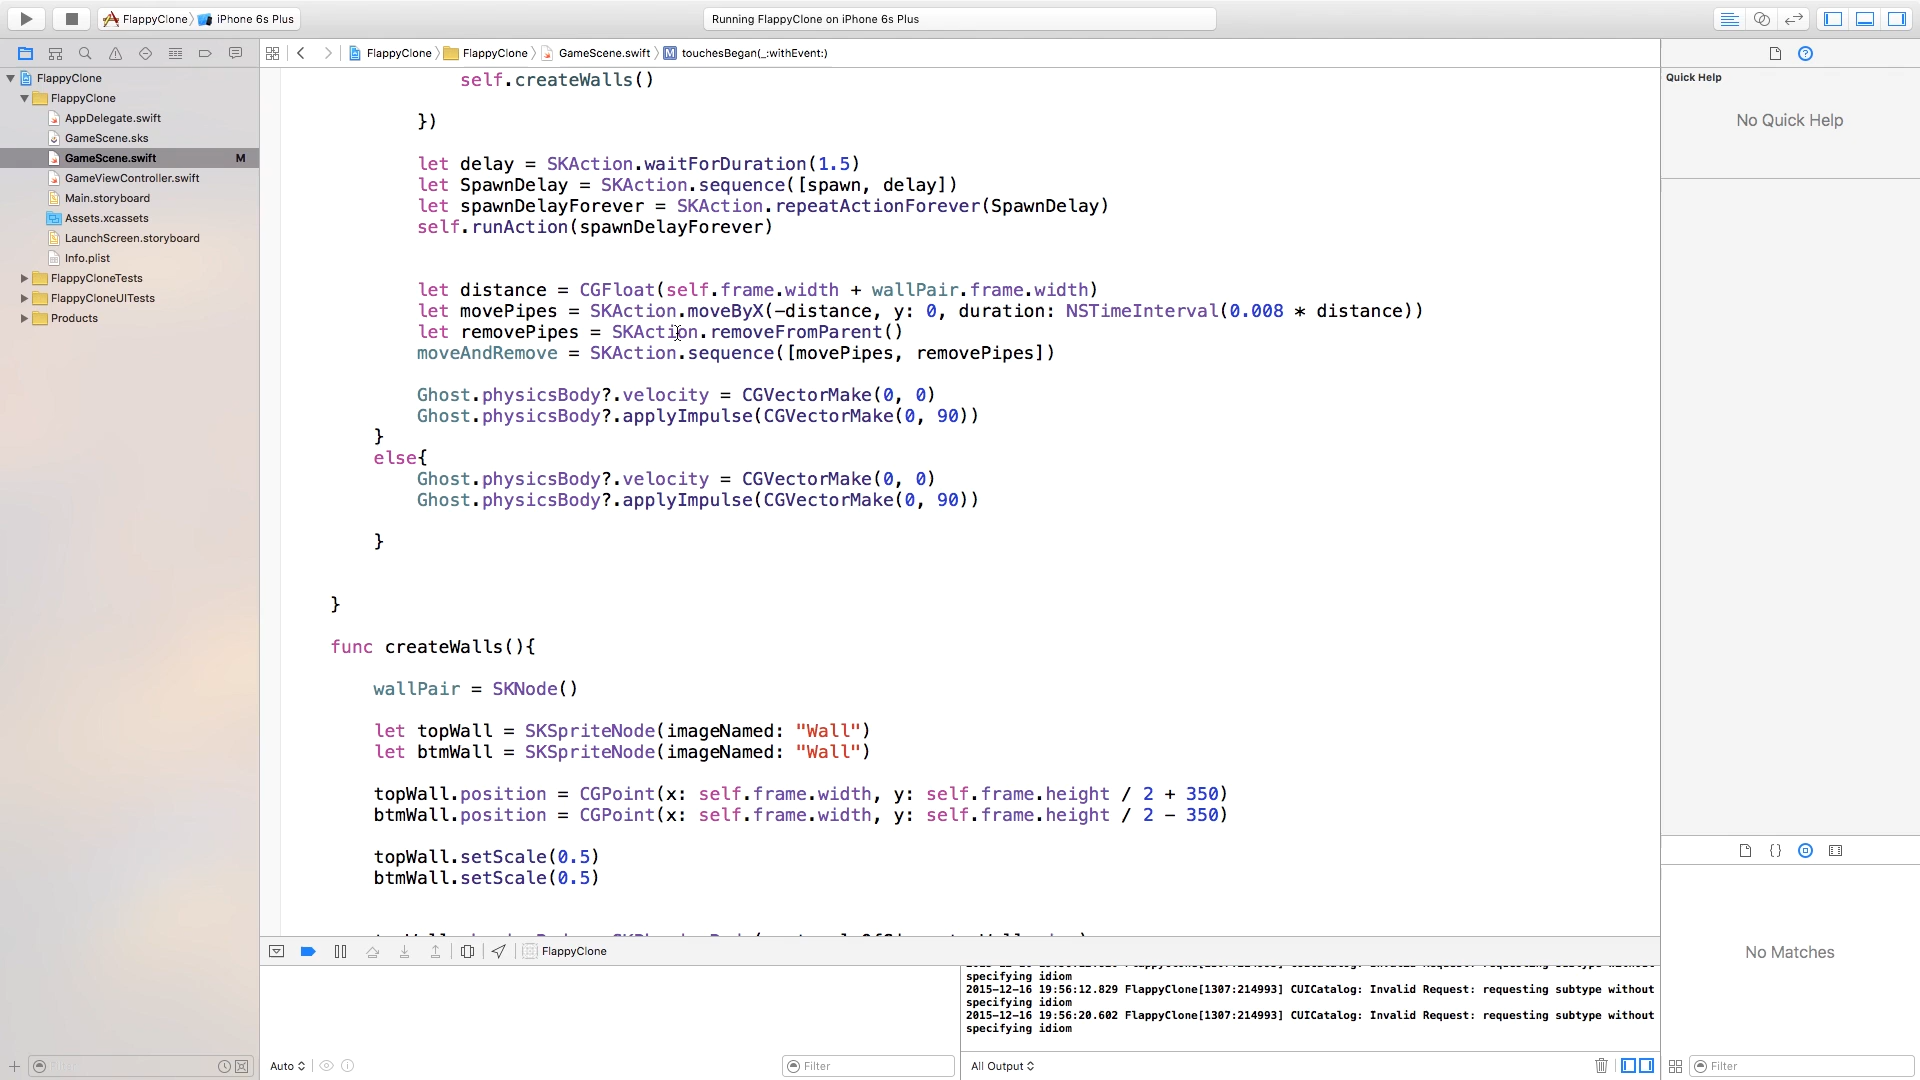 FlappyClone
iPhone 6s Plus
Running FlappyClone on iPhone 6s Plus
FlappyClone
FlappyClone
GameScene.swift
M
touchesBegan(_:withEvent:)
FlappyClone
FlappyClone
AppDelegate.swift
GameScene.sks
GameScene.swift
M
GameViewController.swift
Main.storyboard
Assets.xcassets
LaunchScreen.storyboard
Info.plist
FlappyCloneTests
FlappyCloneUITests
Products
self.createWalls()
})
let delay = SKAction.waitForDuration(1.5)
let SpawnDelay = SKAction.sequence([spawn, delay])
let spawnDelayForever = SKAction.repeatActionForever(SpawnDelay)
self.runAction(spawnDelayForever)
let distance = CGFloat(self.frame.width + wallPair.frame.width)
let movePipes = SKAction.moveByX(-distance, y: 0, duration: NSTimeInterval(0.008 * distance))
let removePipes = SKAction.removeFromParent()
moveAndRemove = SKAction.sequence([movePipes, removePipes])
Ghost.physicsBody?.velocity = CGVectorMake(0, 0)
Ghost.physicsBody?.applyImpulse(CGVectorMake(0, 90))
}
else{
Ghost.physicsBody?.velocity = CGVectorMake(0, 0)
Ghost.physicsBody?.applyImpulse(CGVectorMake(0, 90))
}
}
func createWalls(){
wallPair = SKNode()
let topWall = SKSpriteNode(imageNamed: "Wall")
let btmWall = SKSpriteNode(imageNamed: "Wall")
topWall.position = CGPoint(x: self.frame.width, y: self.frame.height / 2 + 350)
btmWall.position = CGPoint(x: self.frame.width, y: self.frame.height / 2 - 350)
topWall.setScale(0.5)
btmWall.setScale(0.5)
FlappyClone
specifying idiom
2015-12-16 19:56:12.829 FlappyClone[1307:214993] CUICatalog: Invalid Request: requesting subtype without
specifying idiom
2015-12-16 19:56:20.602 FlappyClone[1307:214993] CUICatalog: Invalid Request: requesting subtype without
specifying idiom
Auto
Filter
All Output
Filter
Quick Help
No Quick Help
No Matches
Filter